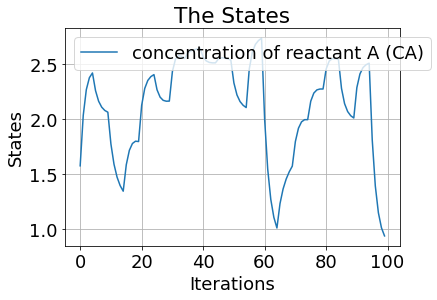 The States
concentration of reactant A (CA)
States
2.5
2.0
1.5
1.0
0 20 40 60 80 100
Iterations